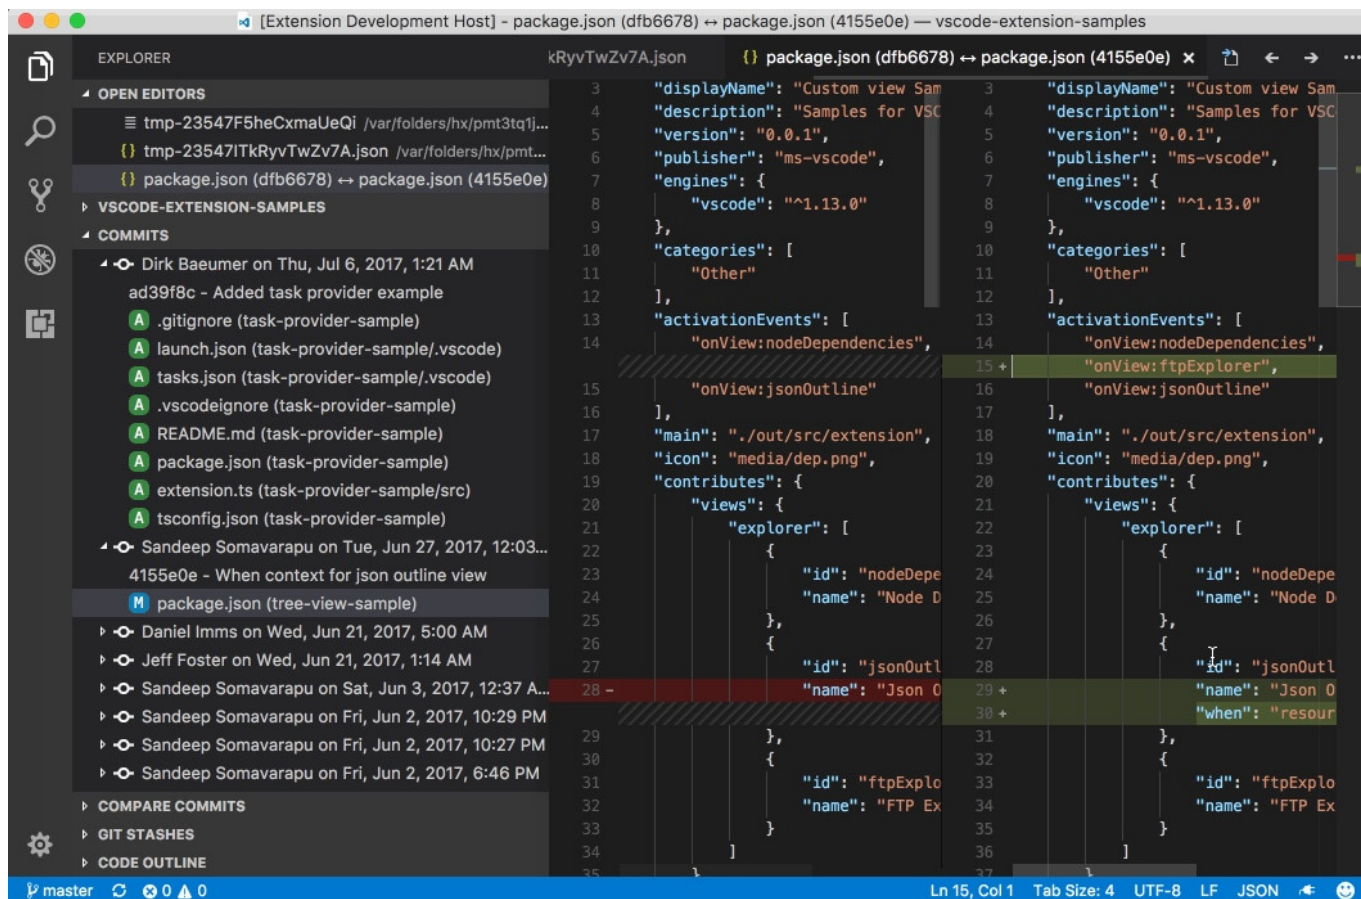 [Extension Development Host] - package.json (dfb6678) ↔ package.json (4155e0e) — vscode-extension-samples
EXPLORER
OPEN EDITORS
tmp-23547F5heCxmaUeQi /var/folders/hx/pmt3tq1j...
{} tmp-23547ITkRyvTwZv7A.json /var/folders/hx/pmt...
{} package.json (dfb6678) ↔ package.json (4155e0e)
VSCODE-EXTENSION-SAMPLES
COMMITS
Dirk Baeumer on Thu, Jul 6, 2017, 1:21 AM
ad39f8c - Added task provider example
A .gitignore (task-provider-sample)
A launch.json (task-provider-sample/.vscode)
A tasks.json (task-provider-sample/.vscode)
A .vscodeignore (task-provider-sample)
A README.md (task-provider-sample)
A package.json (task-provider-sample)
A extension.ts (task-provider-sample/src)
A tsconfig.json (task-provider-sample)
Sandeep Somavarapu on Tue, Jun 27, 2017, 12:03...
4155e0e - When context for json outline view
M package.json (tree-view-sample)
Daniel Imms on Wed, Jun 21, 2017, 5:00 AM
Jeff Foster on Wed, Jun 21, 2017, 1:14 AM
Sandeep Somavarapu on Sat, Jun 3, 2017, 12:37 A...
Sandeep Somavarapu on Fri, Jun 2, 2017, 10:29 PM
Sandeep Somavarapu on Fri, Jun 2, 2017, 10:27 PM
Sandeep Somavarapu on Fri, Jun 2, 2017, 6:46 PM
COMPARE COMMITS
GIT STASHES
CODE OUTLINE
kRyvTwZv7A.json
{} package.json (dfb6678) ↔ package.json (4155e0e) ×
3 "displayName": "Custom view Sam
4 "description": "Samples for VSC
5 "version": "0.0.1",
6 "publisher": "ms-vscode",
7 "engines": {
8 "vscode": "^1.13.0"
9 },
10 "categories": [
11 "Other"
12 ],
13 "activationEvents": [
14 "onView:nodeDependencies",
15 "onView:jsonOutline"
16 ],
17 "main": "./out/src/extension",
18 "icon": "media/dep.png",
19 "contributes": {
20 "views": {
21 "explorer": [
22 {
23 "id": "nodeDepe
24 "name": "Node D
25 },
26 {
27 "id": "jsonOutl
28 - "name": "Json O
29 },
30 {
31 "id": "ftpExplo
32 "name": "FTP Ex
33 }
34 ]
35 }
3 "displayName": "Custom view Sam
4 "description": "Samples for VSC
5 "version": "0.0.1",
6 "publisher": "ms-vscode",
7 "engines": {
8 "vscode": "^1.13.0"
9 },
10 "categories": [
11 "Other"
12 ],
13 "activationEvents": [
14 "onView:nodeDependencies",
15 + "onView:ftpExplorer",
16 "onView:jsonOutline"
17 ],
18 "main": "./out/src/extension",
19 "icon": "media/dep.png",
20 "contributes": {
21 "views": {
22 "explorer": [
23 {
24 "id": "nodeDepe
25 "name": "Node D
26 },
27 {
28 "id": "jsonOutl
29 + "name": "Json O
30 + "when": "resour
31 },
32 {
33 "id": "ftpExplo
34 "name": "FTP Ex
35 }
36 ]
37 }
master 0 0 Ln 15, Col 1 Tab Size: 4 UTF-8 LF JSON